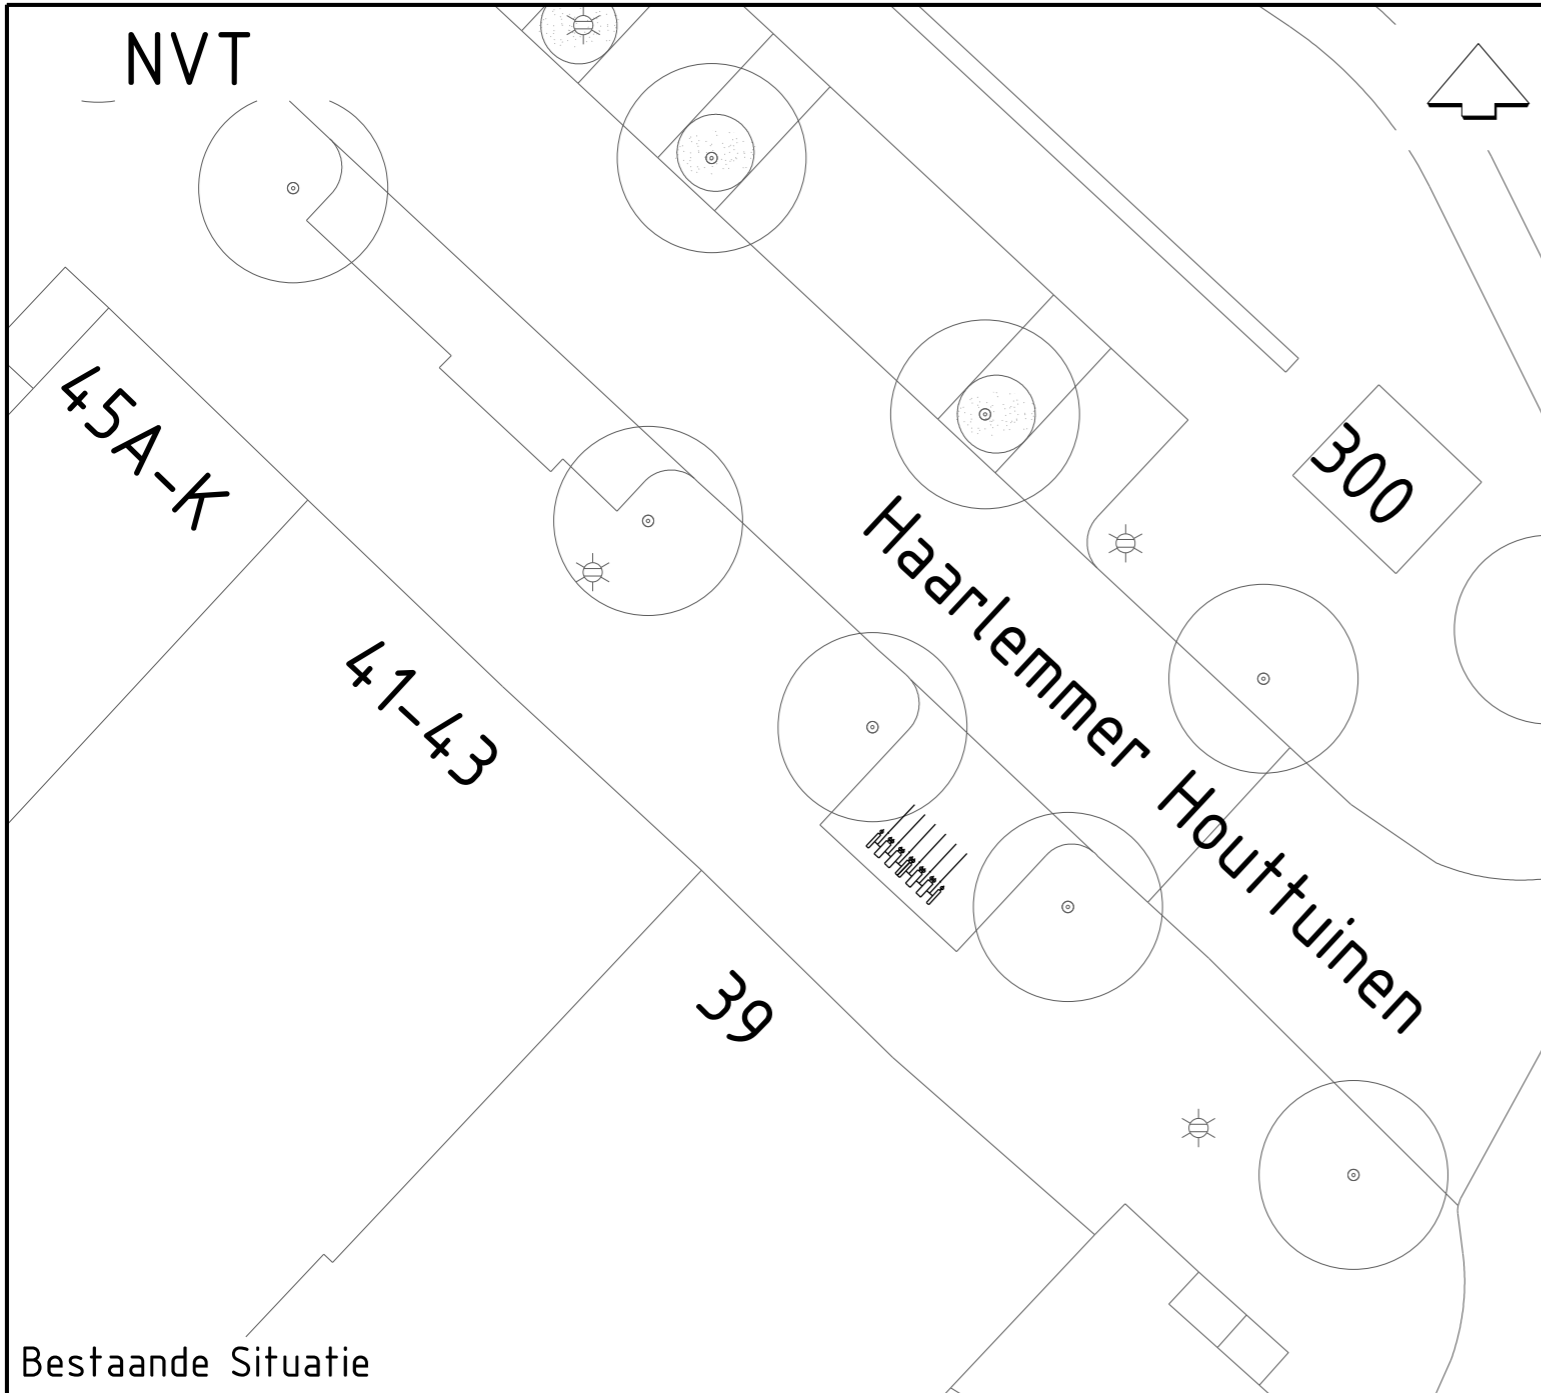 NVT
45A-K
300
Haarlemmer Houttuinen
41-43
39
Bestaande Situatie